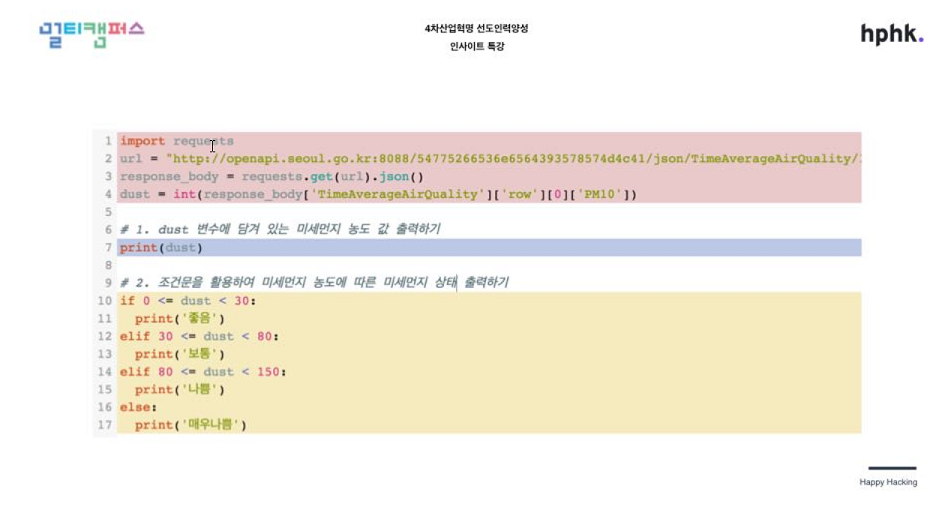 멀티캠퍼스
4차산업혁명 선도인력양성
인사이트 특강
hphk.
1 import requests
2 url = "http://openapi.seoul.go.kr:8088/54775266536e6564393578574d4c41/json/TimeAverageAirQuality/
3 response_body = requests.get(url).json()
4 dust = int(response_body['TimeAverageAirQuality']['row'][0]['PM10'])
5
6 # 1. dust 변수에 담겨 있는 미세먼지 농도 값 출력하기
7 print(dust)
8
9 # 2. 조건문을 활용하여 미세먼지 농도에 따른 미세먼지 상태 출력하기
10 if 0 <= dust < 30:
11 print('좋음')
12 elif 30 <= dust < 80:
13 print('보통')
14 elif 80 <= dust < 150:
15 print('나쁨')
16 else:
17 print('매우나쁨')
Happy Hacking